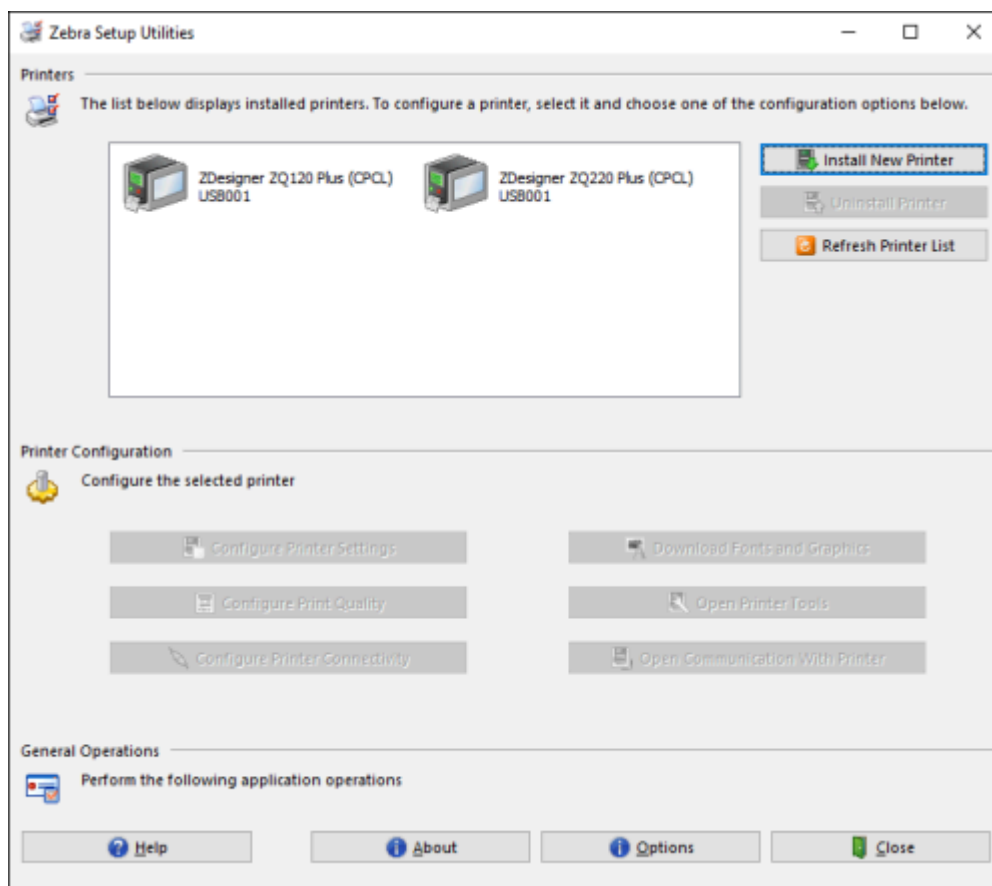 Zebra Setup Utilities
Printers
The list below displays installed printers. To configure a printer, select it and choose one of the configuration options below.
ZDesigner ZQ120 Plus (CPCL)
USB001
ZDesigner ZQ220 Plus (CPCL)
USB001
Install New Printer
Uninstall Printer
Refresh Printer List
Printer Configuration
Configure the selected printer
Configure Printer Settings
Download Fonts and Graphics
Configure Print Quality
Open Printer Tools
Configure Printer Connectivity
Open Communication With Printer
General Operations
Perform the following application operations
Help
About
Options
Close